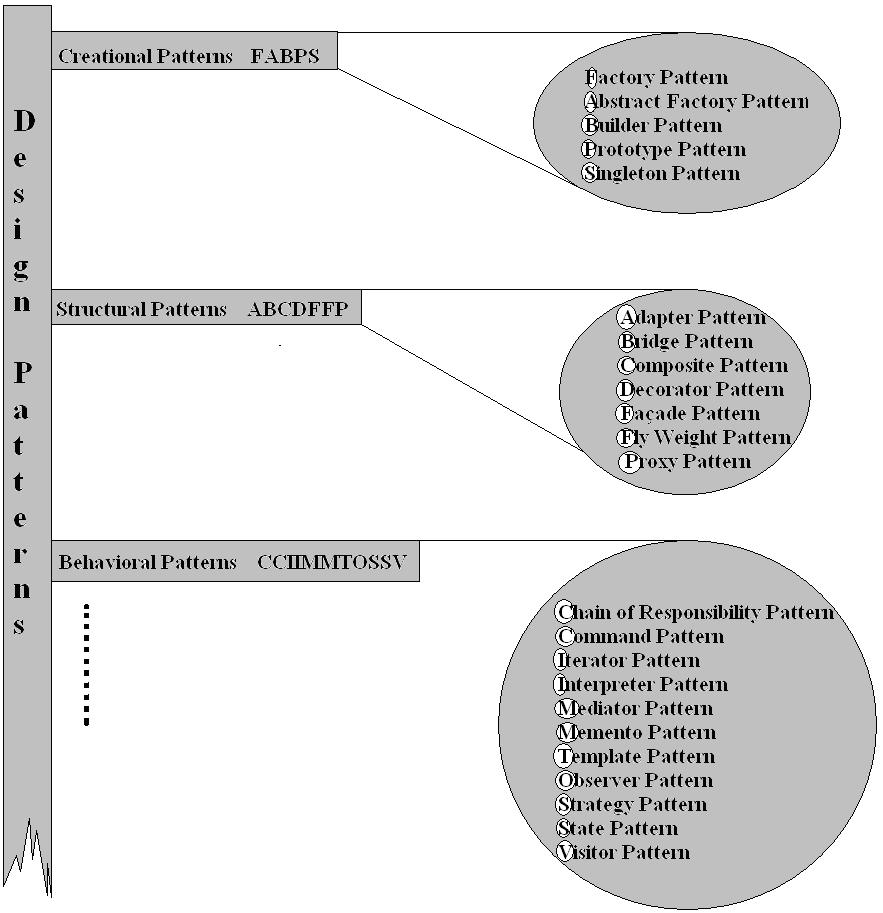 Design Patterns
Creational Patterns FABPS
Factory Pattern
Abstract Factory Pattern
Builder Pattern
Prototype Pattern
Singleton Pattern
Structural Patterns ABCDFFP
Adapter Pattern
Bridge Pattern
Composite Pattern
Decorator Pattern
Façade Pattern
Fly Weight Pattern
Proxy Pattern
Behavioral Patterns CCIIMMTOSSV
Chain of Responsibility Pattern
Command Pattern
Iterator Pattern
Interpreter Pattern
Mediator Pattern
Memento Pattern
Template Pattern
Observer Pattern
Strategy Pattern
State Pattern
Visitor Pattern